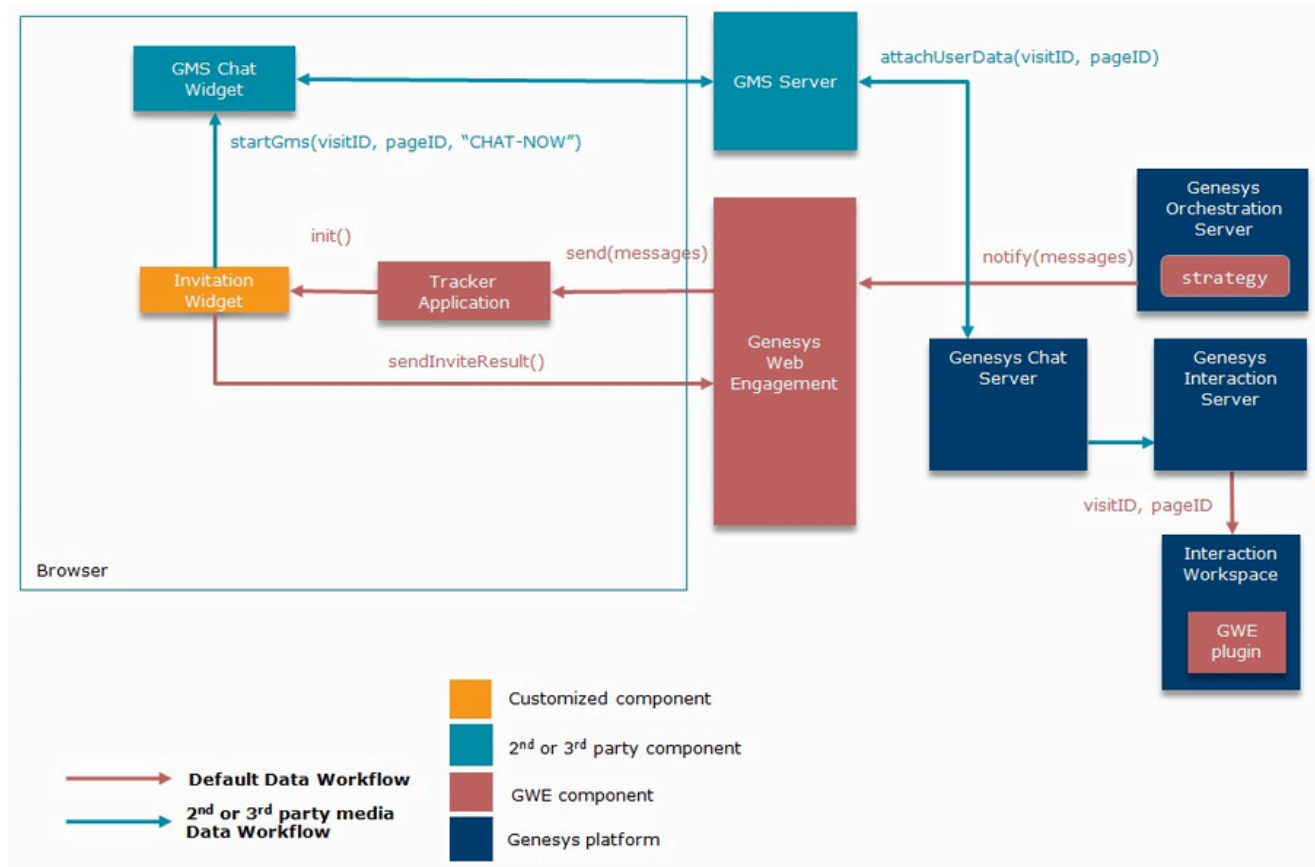 GMS Chat
Widget
GMS Server
attachUserData(visitID, pageID)
startGms(visitID, pageID, “CHAT-NOW”)
Genesys
Orchestration
Server
strategy
init()
send(messages)
notify(messages)
Invitation
Widget
Tracker
Application
Genesys
Web
Engagement
sendInviteResult()
Genesys Chat
Server
Genesys
Interaction
Server
visitID, pageID
Interaction
Workspace
GWE
plugin
Browser
Customized component
2nd or 3rd party component
GWE component
Genesys platform
Default Data Workflow
2nd or 3rd party media
Data Workflow